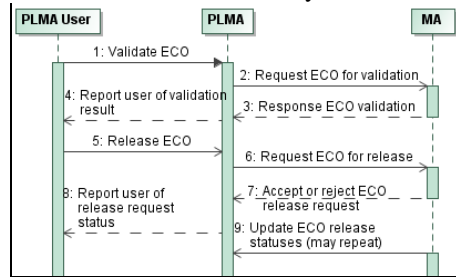 PLMA User
PLMA
MA
1: Validate ECO
2: Request ECO for validation
3: Response ECO validation
4: Report user of validation
result
5: Release ECO
6: Request ECO for release
7: Accept or reject ECO
release request
8: Report user of
release request
status
9: Update ECO release
statuses (may repeat)